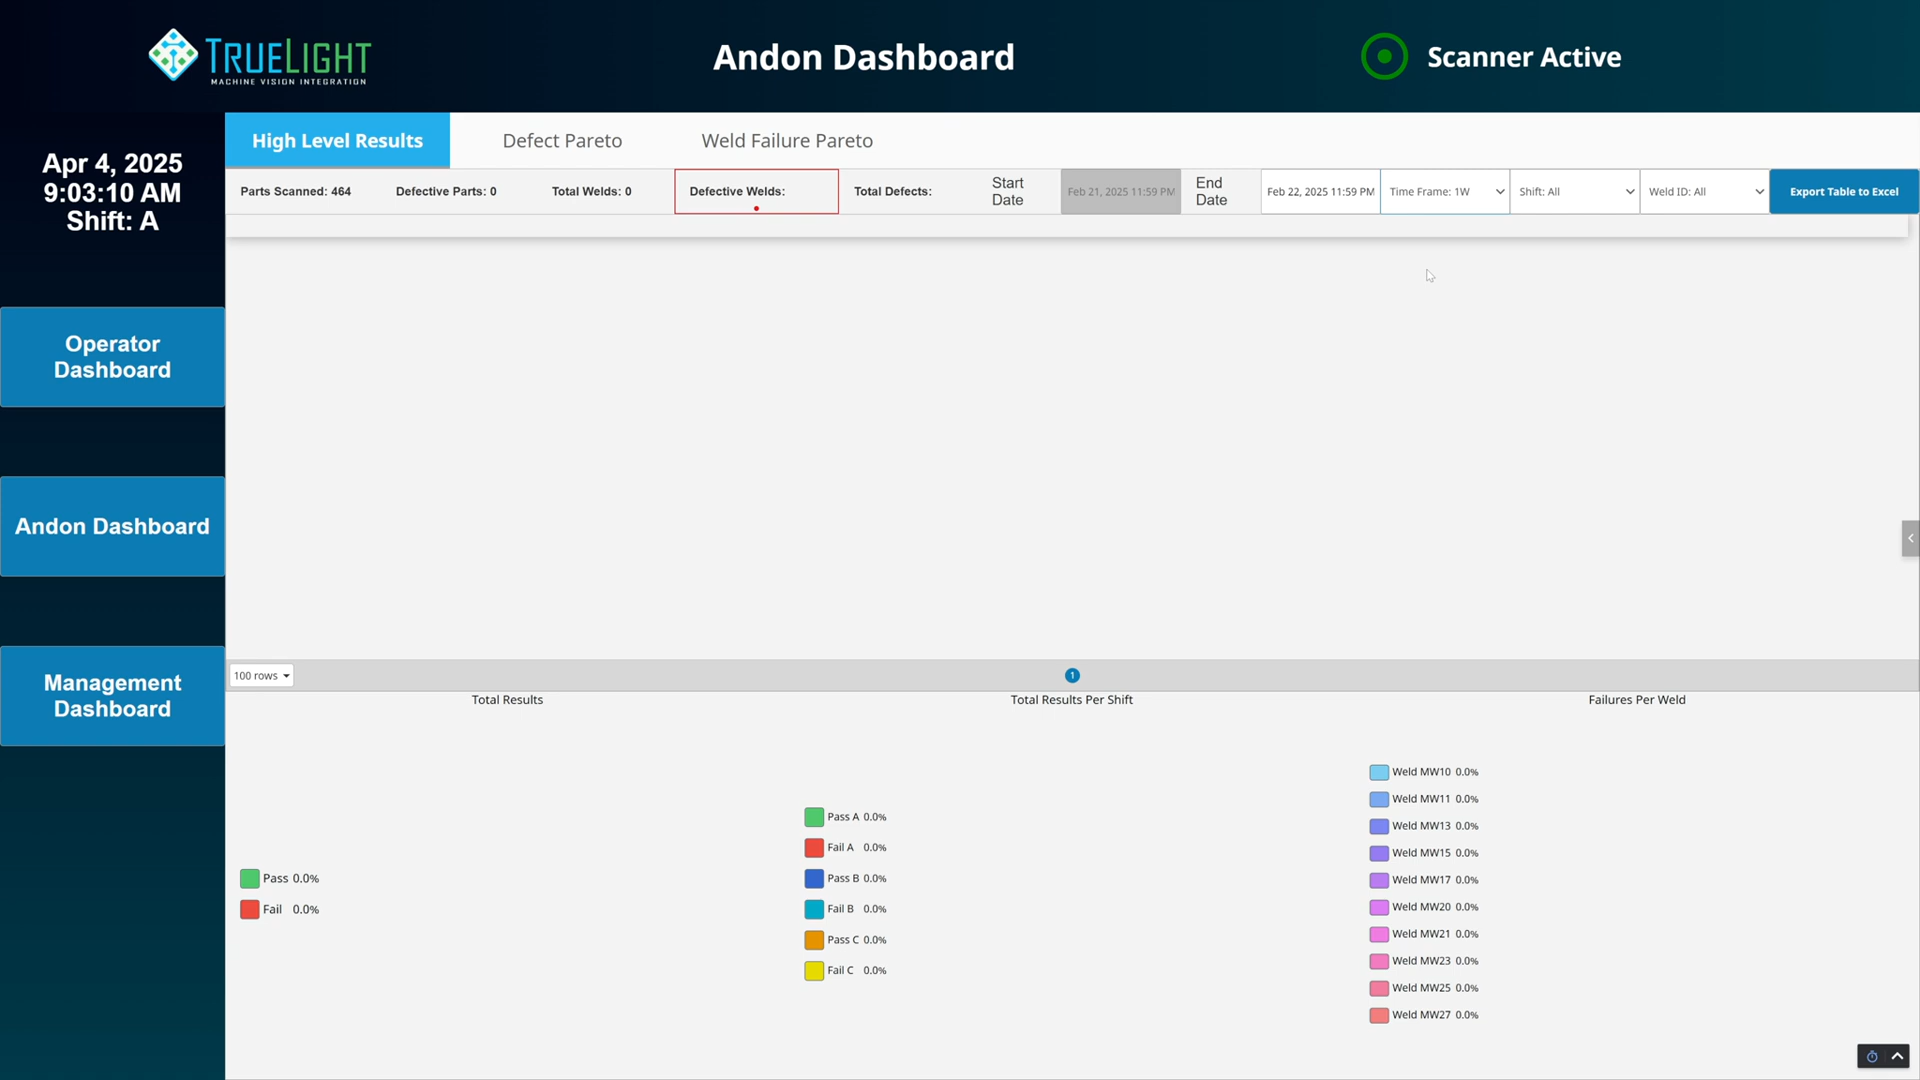 TRUELIGHT
MACHINE VISION INTEGRATION
Andon Dashboard
Scanner Active
Apr 4, 2025
9:03:10 AM
Shift: A
High Level Results
Defect Pareto
Weld Failure Pareto
Parts Scanned: 464
Defective Parts: 0
Total Welds: 0
Defective Welds:
Total Defects:
Start
Date
Feb 21, 2025 11:59 PM
End
Date
Feb 22, 2025 11:59 PM
Time Frame: 1W
Shift: All
Weld ID: All
Export Table to Excel
Operator
Dashboard
Andon Dashboard
Management
Dashboard
100 rows
1
Total Results
Pass 0.0%
Fail 0.0%
Total Results Per Shift
Pass A 0.0%
Fail A 0.0%
Pass B 0.0%
Fail B 0.0%
Pass C 0.0%
Fail C 0.0%
Failures Per Weld
Weld MW10 0.0%
Weld MW11 0.0%
Weld MW13 0.0%
Weld MW15 0.0%
Weld MW17 0.0%
Weld MW20 0.0%
Weld MW21 0.0%
Weld MW23 0.0%
Weld MW25 0.0%
Weld MW27 0.0%